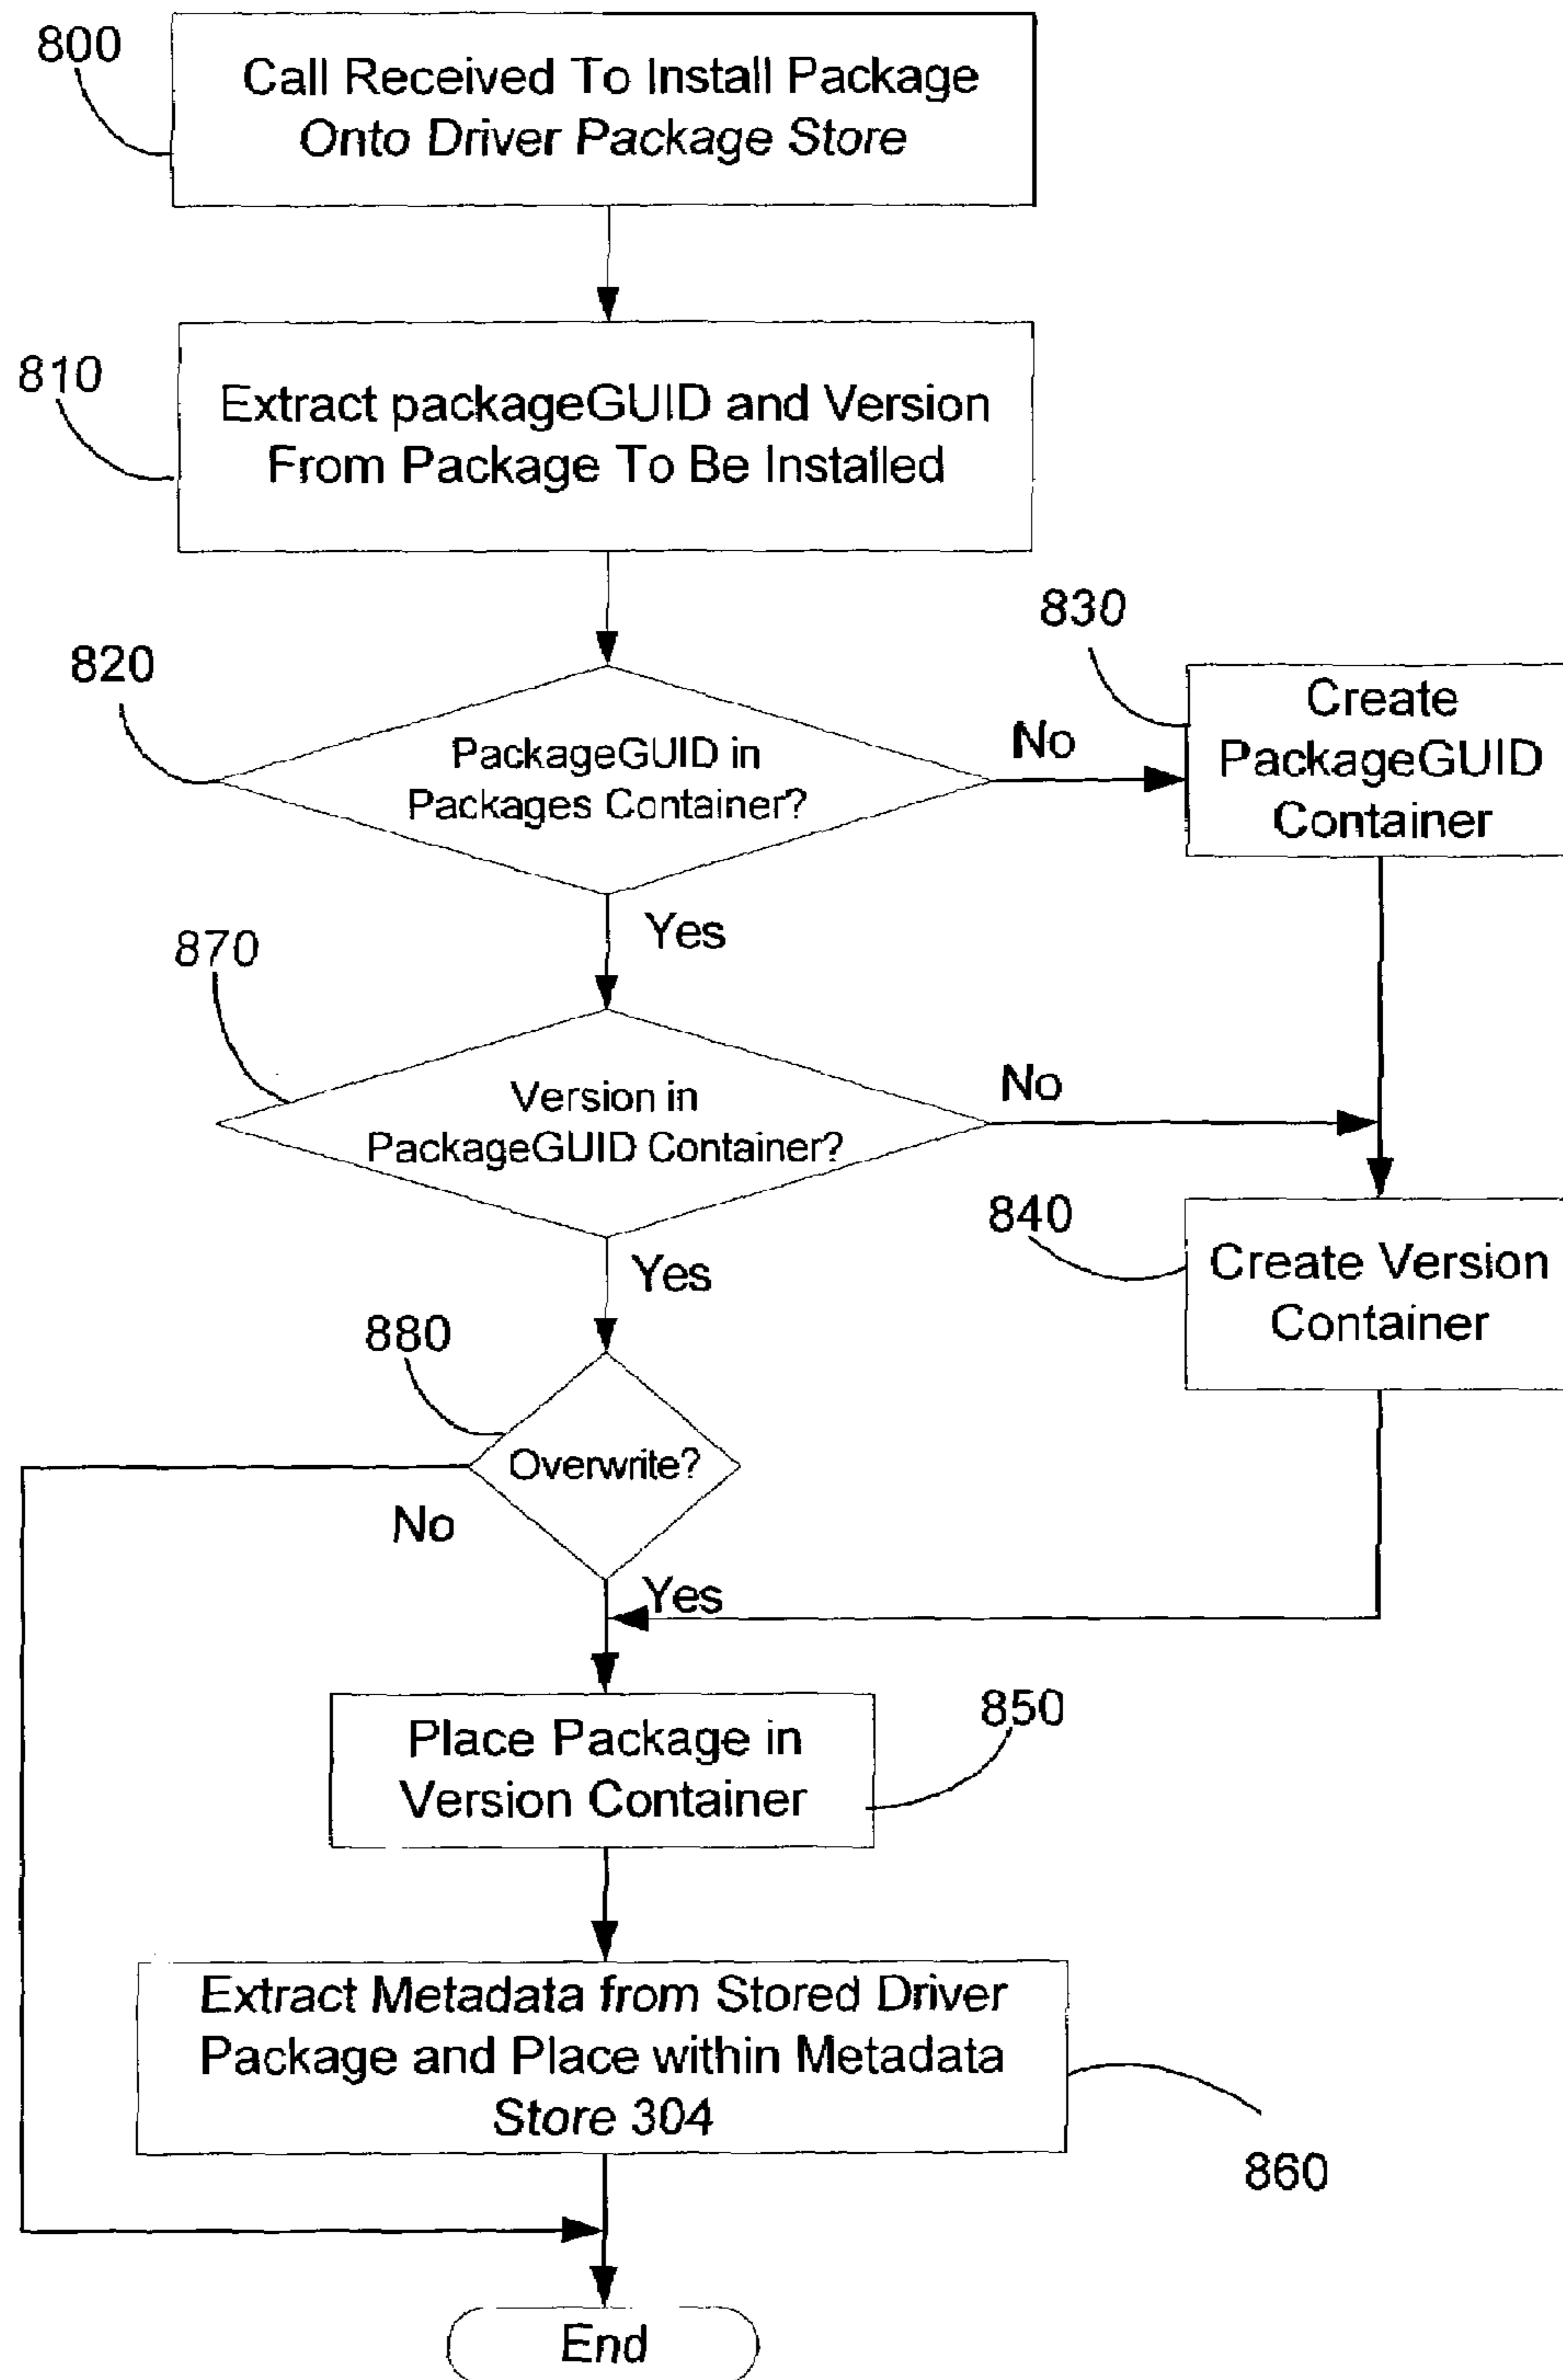 800
Call Received To Install Package
Onto Driver Package Store
810
Extract packageGUID and Version
From Package To Be Installed
820
PackageGUID in
Packages Container?
No
830
Create
PackageGUID
Container
Yes
870
Version in
PackageGUID Container?
No
840
Create Version
Container
Yes
880
Overwrite?
No
Yes
850
Place Package in
Version Container
Extract Metadata from Stored Driver
Package and Place within Metadata
Store 304
860
End